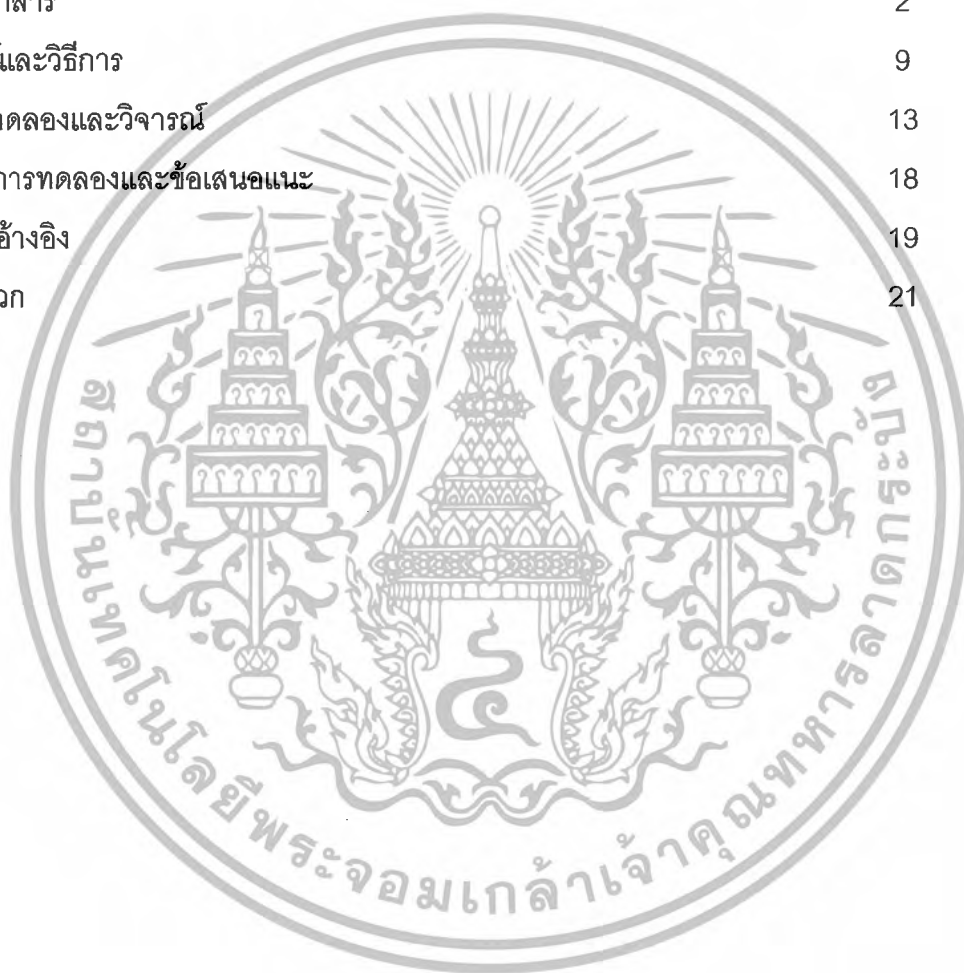 สาร 2
และวิธีการ 9
ดลองและวิจารณ์ 13
การทดลองและข้อเสนอแนะ 18
อ้างอิง 19
วก 21
สถาบันเทคโนโลยีพระจอมเกล้าเจ้าคุณทหารลาดกระบัง
๔